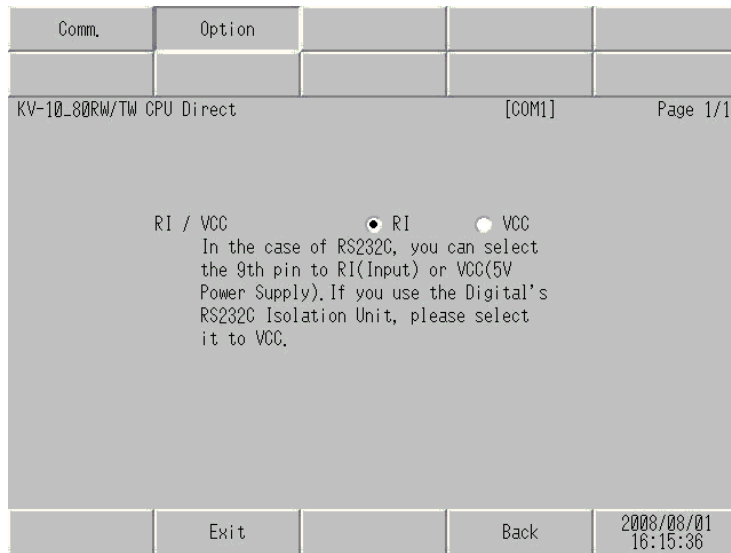 Comm. Option
KV-10_80RW/TW CPU Direct [COM1] Page 1/1
RI / VCC RI VCC
In the case of RS232C, you can select
the 9th pin to RI(Input) or VCC(5V
Power Supply).If you use the Digital's
RS232C Isolation Unit, please select
it to VCC.
Exit Back 2008/08/01
16:15:36